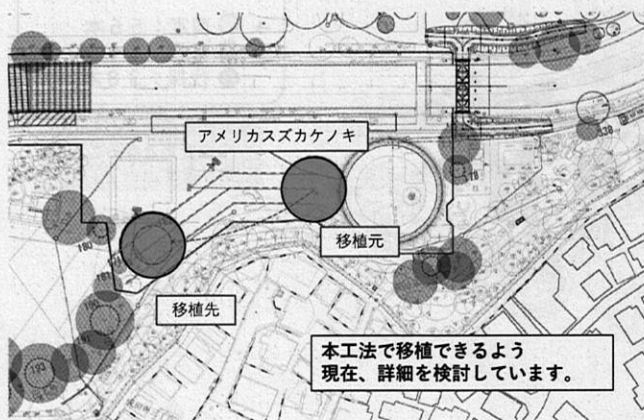 アメリカスズカケノキ
移植元
移植先
本工法で移植できるよう
現在、詳細を検討しています。